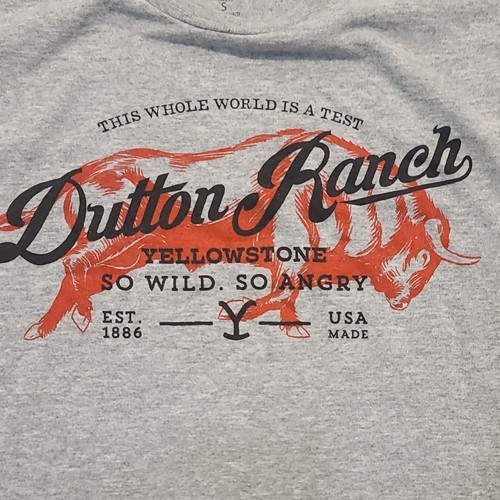 S
THIS WHOLE WORLD IS A TEST
Dutton Ranch
YELLOWSTONE
SO WILD. SO ANGRY
EST. 1886
Y
USA MADE